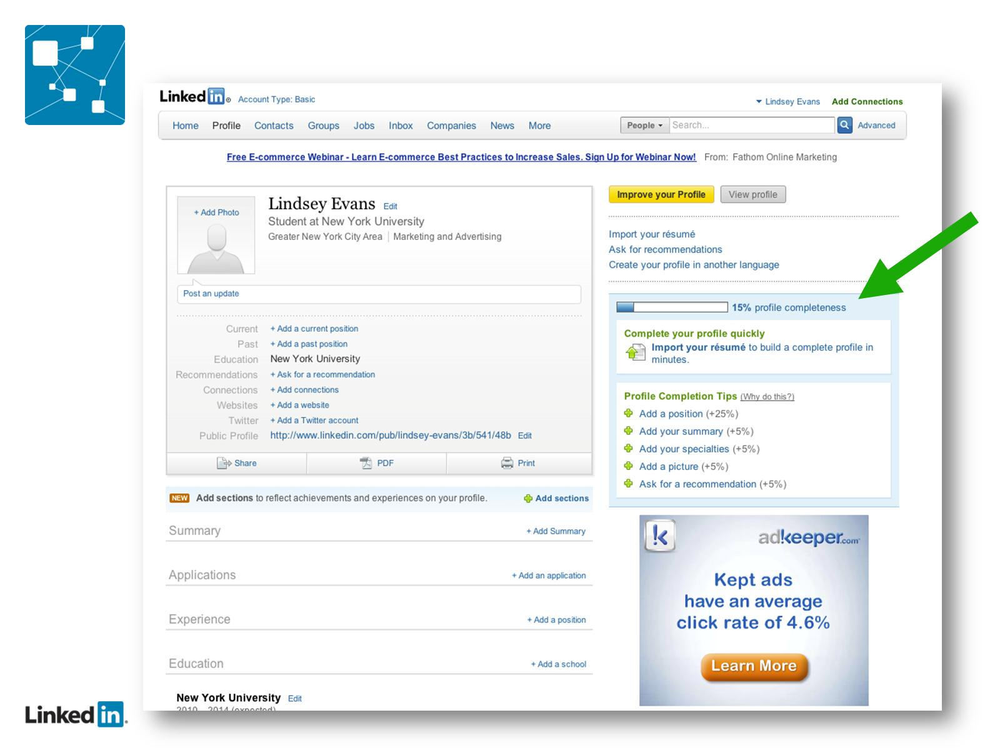 Linked in® Account Type: Basic
Lindsey Evans Add Connections
Home Profile Contacts Groups Jobs Inbox Companies News More
People Search... Advanced
Free E-commerce Webinar - Learn E-commerce Best Practices to Increase Sales. Sign Up for Webinar Now! From: Fathom Online Marketing
+ Add Photo
Lindsey Evans Edit
Student at New York University
Greater New York City Area | Marketing and Advertising
Post an update
Current + Add a current position
Past + Add a past position
Education New York University
Recommendations + Ask for a recommendation
Connections + Add connections
Websites + Add a website
Twitter + Add a Twitter account
Public Profile http://www.linkedin.com/pub/lindsey-evans/3b/541/48b Edit
Share PDF Print
NEW Add sections to reflect achievements and experiences on your profile. Add sections
Summary + Add Summary
Applications + Add an application
Experience + Add a position
Education + Add a school
New York University Edit
2010 – 2014 (expected)
Improve your Profile View profile
Import your résumé
Ask for recommendations
Create your profile in another language
15% profile completeness
Complete your profile quickly
Import your résumé to build a complete profile in
minutes.
Profile Completion Tips (Why do this?)
Add a position (+25%)
Add your summary (+5%)
Add your specialties (+5%)
Add a picture (+5%)
Ask for a recommendation (+5%)
!k adkeeper.com
Kept ads
have an average
click rate of 4.6%
Learn More
Linked in.